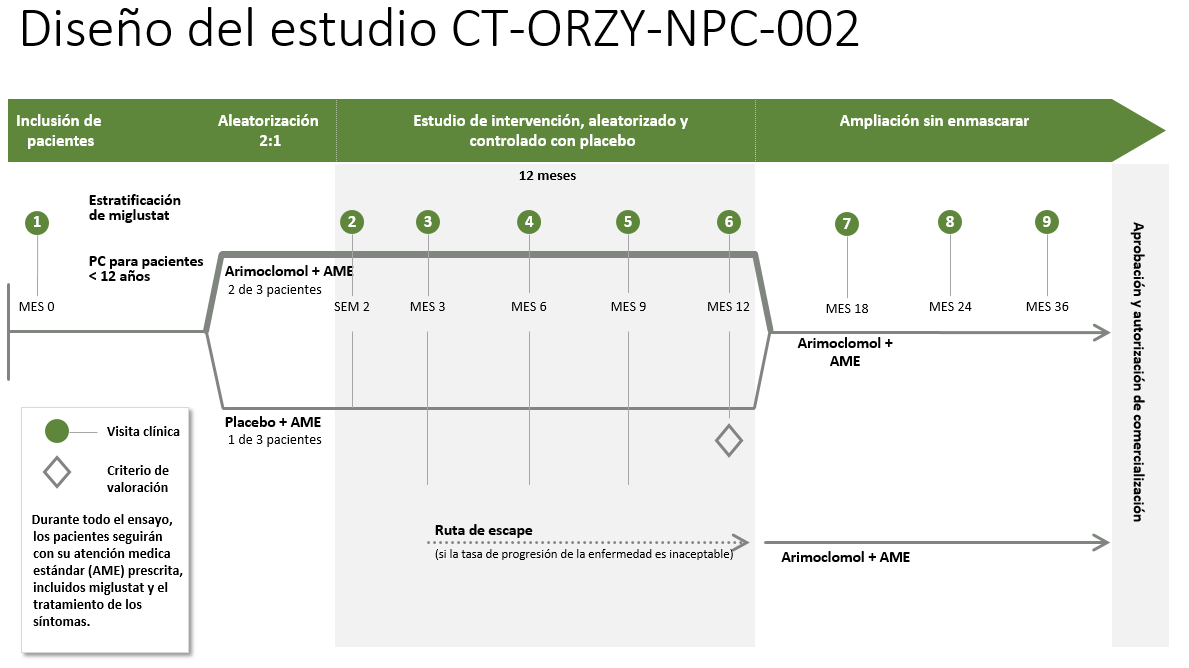 Diseño del estudio CT-ORZY-NPC-002
Inclusión de
pacientes
Aleatorización
2:1
Estudio de intervención, aleatorizado y
controlado con placebo
Ampliación sin enmascarar
12 meses
Estratificación
de miglustat
1
2
3
4
5
6
7
8
9
PC para pacientes
< 12 años
Arimoclomol + AME
2 de 3 pacientes
MES 0
SEM 2
MES 3
MES 6
MES 9
MES 12
MES 18
MES 24
MES 36
Arimoclomol +
AME
Placebo + AME
1 de 3 pacientes
Visita clínica
Criterio de
valoración
Durante todo el ensayo,
los pacientes seguirán
con su atención medica
estándar (AME) prescrita,
incluidos miglustat y el
tratamiento de los
síntomas.
Ruta de escape
(si la tasa de progresión de la enfermedad es inaceptable)
Arimoclomol + AME
Aprobación y autorización de comercialización